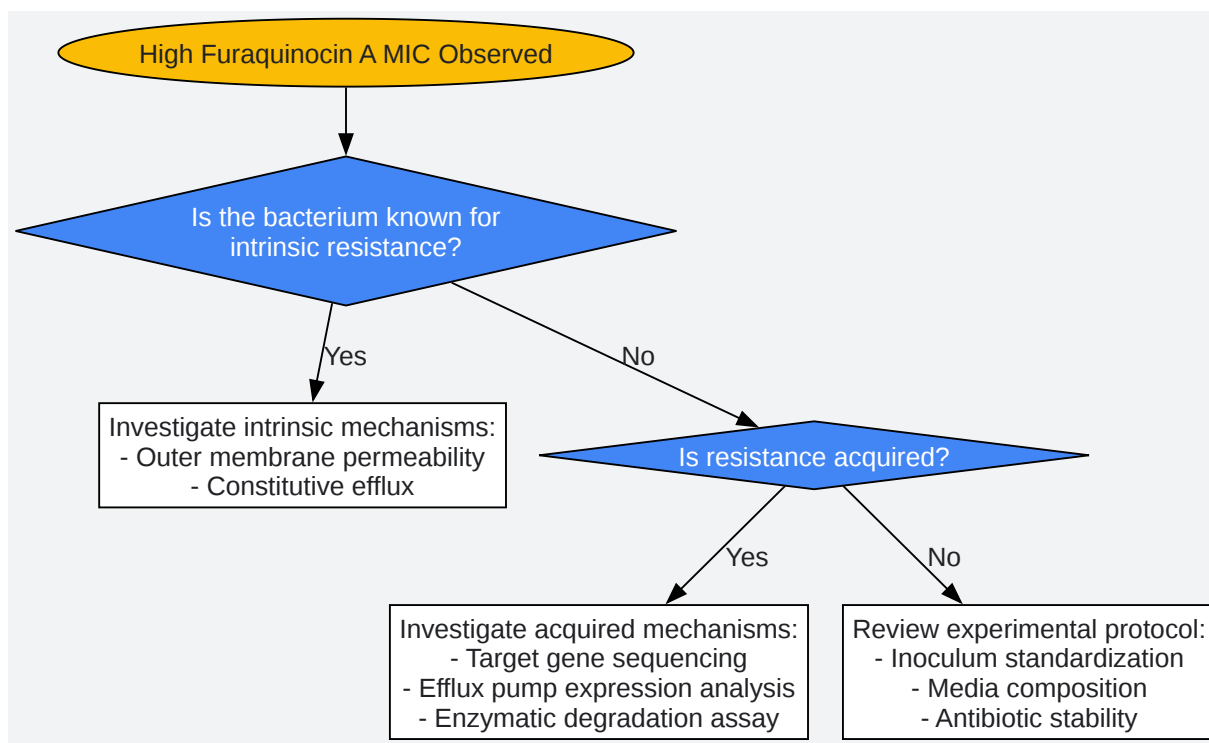 High Furaquinocin A MIC Observed
Is the bacterium known for
intrinsic resistance?
Yes
No
Investigate intrinsic mechanisms:
- Outer membrane permeability
- Constitutive efflux
Is resistance acquired?
Yes
No
Investigate acquired mechanisms:
- Target gene sequencing
- Efflux pump expression analysis
- Enzymatic degradation assay
Review experimental protocol:
- Inoculum standardization
- Media composition
- Antibiotic stability